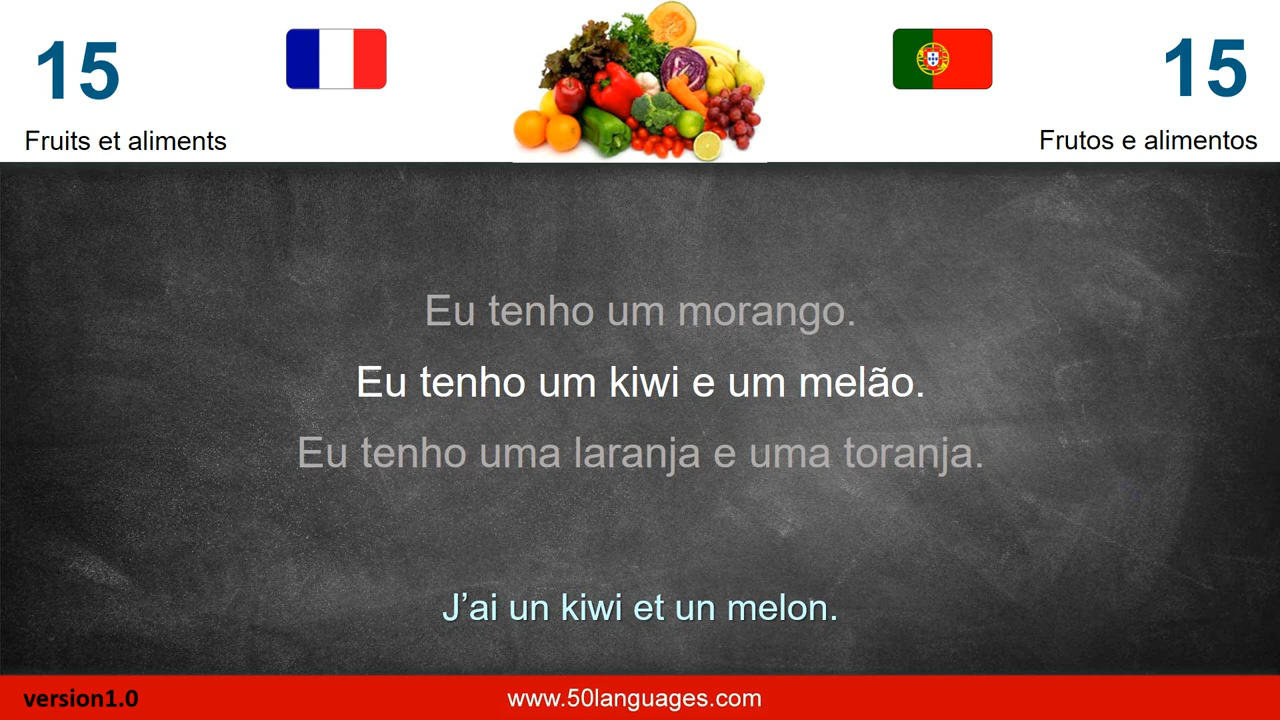 15
15
Fruits et aliments
Frutos e alimentos
Eu tenho um morango.
Eu tenho um kiwi e um melão.
Eu tenho uma laranja e uma toranja.
J’ai un kiwi et un melon.
version1.0
www.50languages.com